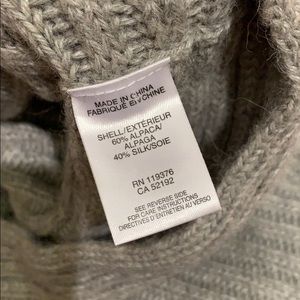 MADE IN CHINA
FABRIQUÉ EN CHINE
SHELL/EXTÉRIEUR
60% ALPACA/
ALPAGA
40% SILK/SOIE
RN 119376
CA 52192
SEE REVERSE SIDE
FOR CARE INSTRUCTIONS
DIRECTIVES D'ENTRETIEN AU VERSO